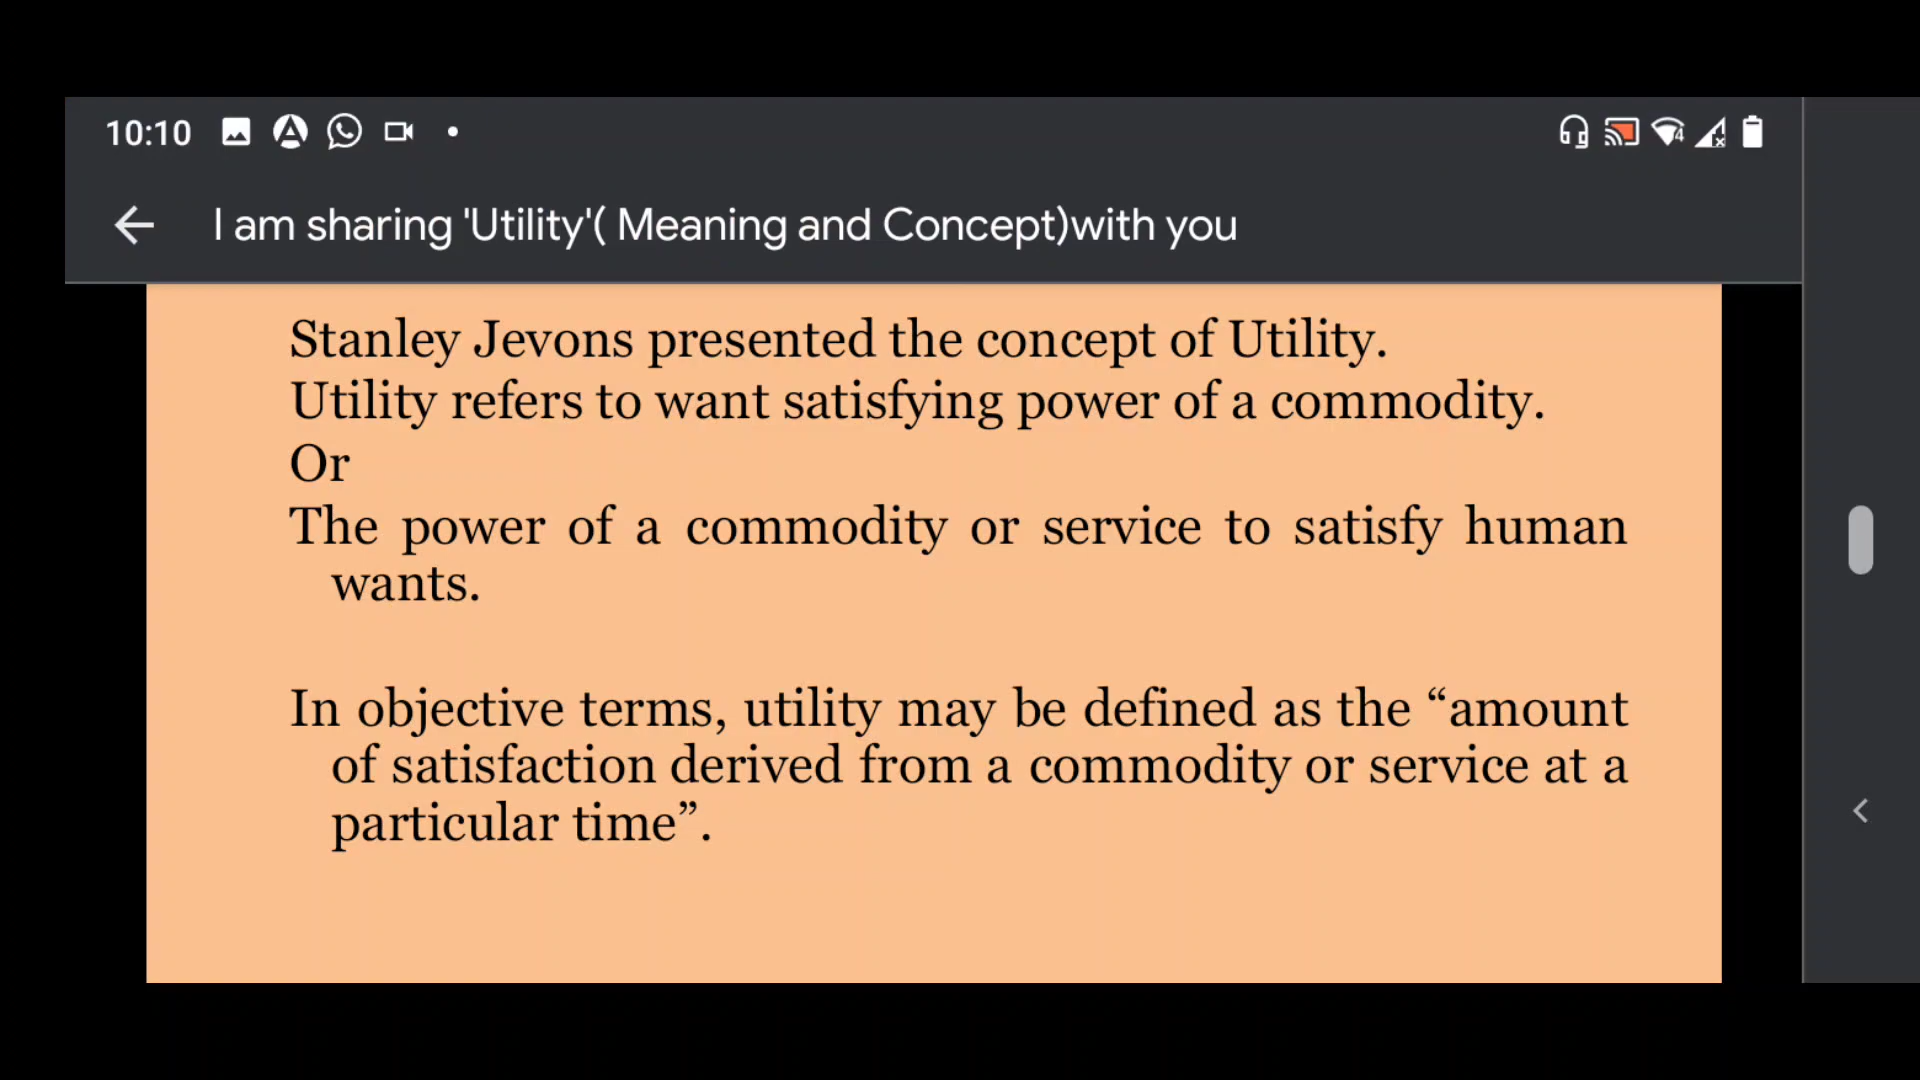 10:10
I am sharing 'Utility'( Meaning and Concept)with you
Stanley Jevons presented the concept of Utility.
Utility refers to want satisfying power of a commodity.
Or
The power of a commodity or service to satisfy human
wants.
In objective terms, utility may be defined as the “amount
of satisfaction derived from a commodity or service at a
particular time”.